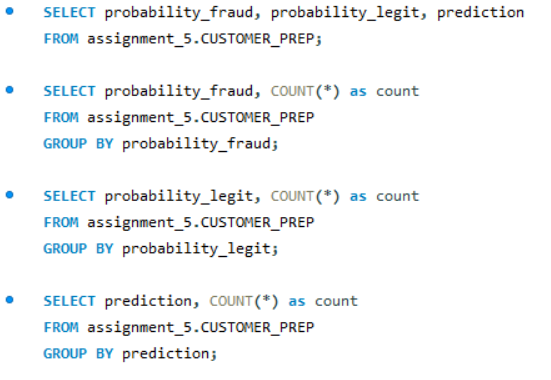 SELECT probability_fraud, probability_legit, prediction
FROM assignment_5.CUSTOMER_PREP;
SELECT probability_fraud, COUNT(*) as count
FROM assignment_5.CUSTOMER_PREP
GROUP BY probability_fraud;
SELECT probability_legit, COUNT(*) as count
FROM assignment_5.CUSTOMER_PREP
GROUP BY probability_legit;
SELECT prediction, COUNT(*) as count
FROM assignment_5.CUSTOMER_PREP
GROUP BY prediction;